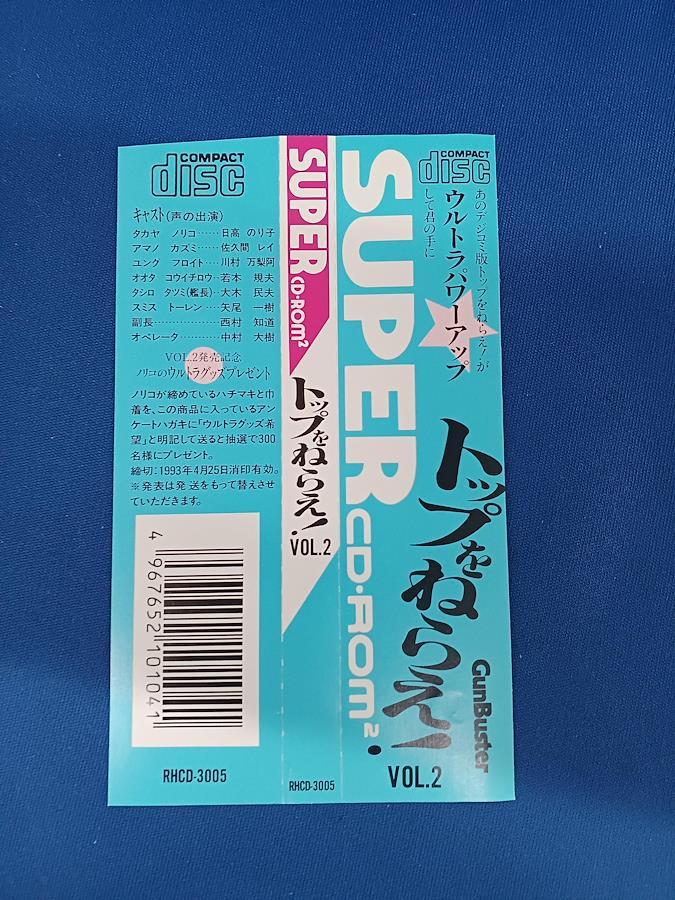 COMPACT
disc
キャスト(声の出演)
タカヤ ノリコ……日高 のり子
アマノ カズミ……佐久間 レイ
ユング フロイト…川村 万梨阿
オオタ コウイチロウ…若本 規夫
タシロ タツミ(艦長)…大木 民夫
スミス トーレン……矢尾 一樹
副長………………西村 知道
オペレータ…………中村 大樹
VOL.2発売記念
ノリコのウルトラグッズプレゼント
ノリコが締めているハチマキと巾
着を、この商品に入っているアン
ケートハガキに「ウルトラグッズ希
望」と明記して送ると抽選で300
名様にプレゼント。
締切:1993年4月25日消印有効。
※発表は発送をもって替えさせ
ていただきます。
4 967652 101041
RHCD-3005
SUPER CD-ROM²
トップをねらえ!
VOL.2
RHCD-3005
SUPER CD-ROM²
COMPACT
disc
あのデジコミ版トップをねらえ!が
ウルトラパワーアップ
して君の手に
トップをねらえ!
GunBuster
VOL.2